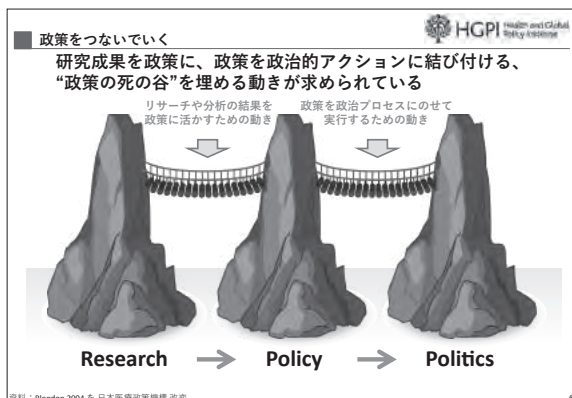 政策をつないでいく
HGPI Health and Global
Policy Institute
研究成果を政策に、政策を政治的アクションに結び付ける、
“政策の死の谷”を埋める動きが求められている
リサーチや分析の結果を
政策に活かすための動き
政策を政治プロセスにのせて
実行するための動き
Research
Policy
Politics
資料：Blendon 2004 を 日本医療政策機構 改変